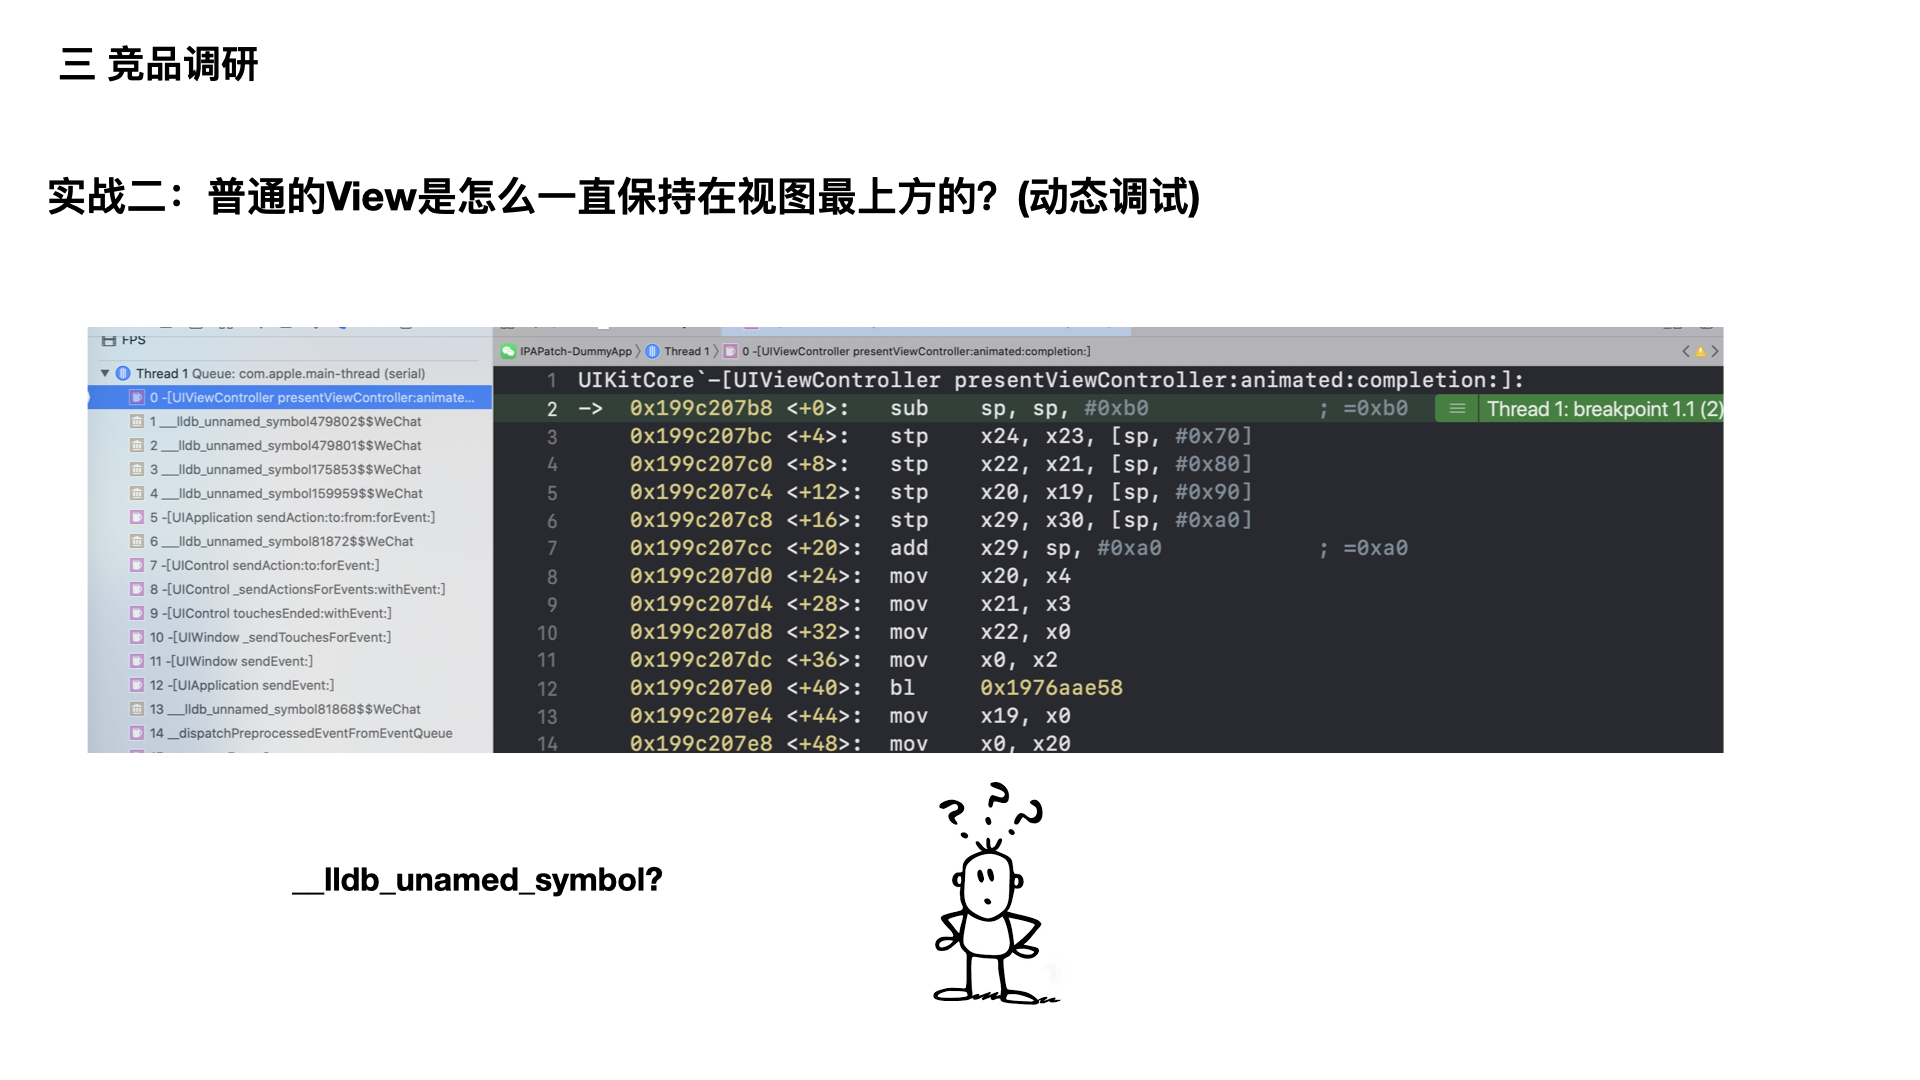 三 竞品调研
实战二：普通的View是怎么一直保持在视图最上方的？(动态调试)
FPS
Thread 1 Queue: com.apple.main-thread (serial)
0 -[UIViewController presentViewController:animate...
1 ___lldb_unnamed_symbol479802$$WeChat
2 ___lldb_unnamed_symbol479801$$WeChat
3 ___lldb_unnamed_symbol175853$$WeChat
4 ___lldb_unnamed_symbol159959$$WeChat
5 -[UIApplication sendAction:to:from:forEvent:]
6 ___lldb_unnamed_symbol81872$$WeChat
7 -[UIControl sendAction:to:forEvent:]
8 -[UIControl _sendActionsForEvents:withEvent:]
9 -[UIControl touchesEnded:withEvent:]
10 -[UIWindow _sendTouchesForEvent:]
11 -[UIWindow sendEvent:]
12 -[UIApplication sendEvent:]
13 ___lldb_unnamed_symbol81868$$WeChat
14 __dispatchPreprocessedEventFromEventQueue
IPAPatch-DummyApp 〉 Thread 1 〉 0 -[UIViewController presentViewController:animated:completion:]
1 UIKitCore`-[UIViewController presentViewController:animated:completion:]:
2 -> 0x199c207b8 <+0>: sub sp, sp, #0xb0 ; =0xb0 Thread 1: breakpoint 1.1 (2)
3 0x199c207bc <+4>: stp x24, x23, [sp, #0x70]
4 0x199c207c0 <+8>: stp x22, x21, [sp, #0x80]
5 0x199c207c4 <+12>: stp x20, x19, [sp, #0x90]
6 0x199c207c8 <+16>: stp x29, x30, [sp, #0xa0]
7 0x199c207cc <+20>: add x29, sp, #0xa0 ; =0xa0
8 0x199c207d0 <+24>: mov x20, x4
9 0x199c207d4 <+28>: mov x21, x3
10 0x199c207d8 <+32>: mov x22, x0
11 0x199c207dc <+36>: mov x0, x2
12 0x199c207e0 <+40>: bl 0x1976aae58
13 0x199c207e4 <+44>: mov x19, x0
14 0x199c207e8 <+48>: mov x0, x20
? ? ?
__lldb_unamed_symbol?